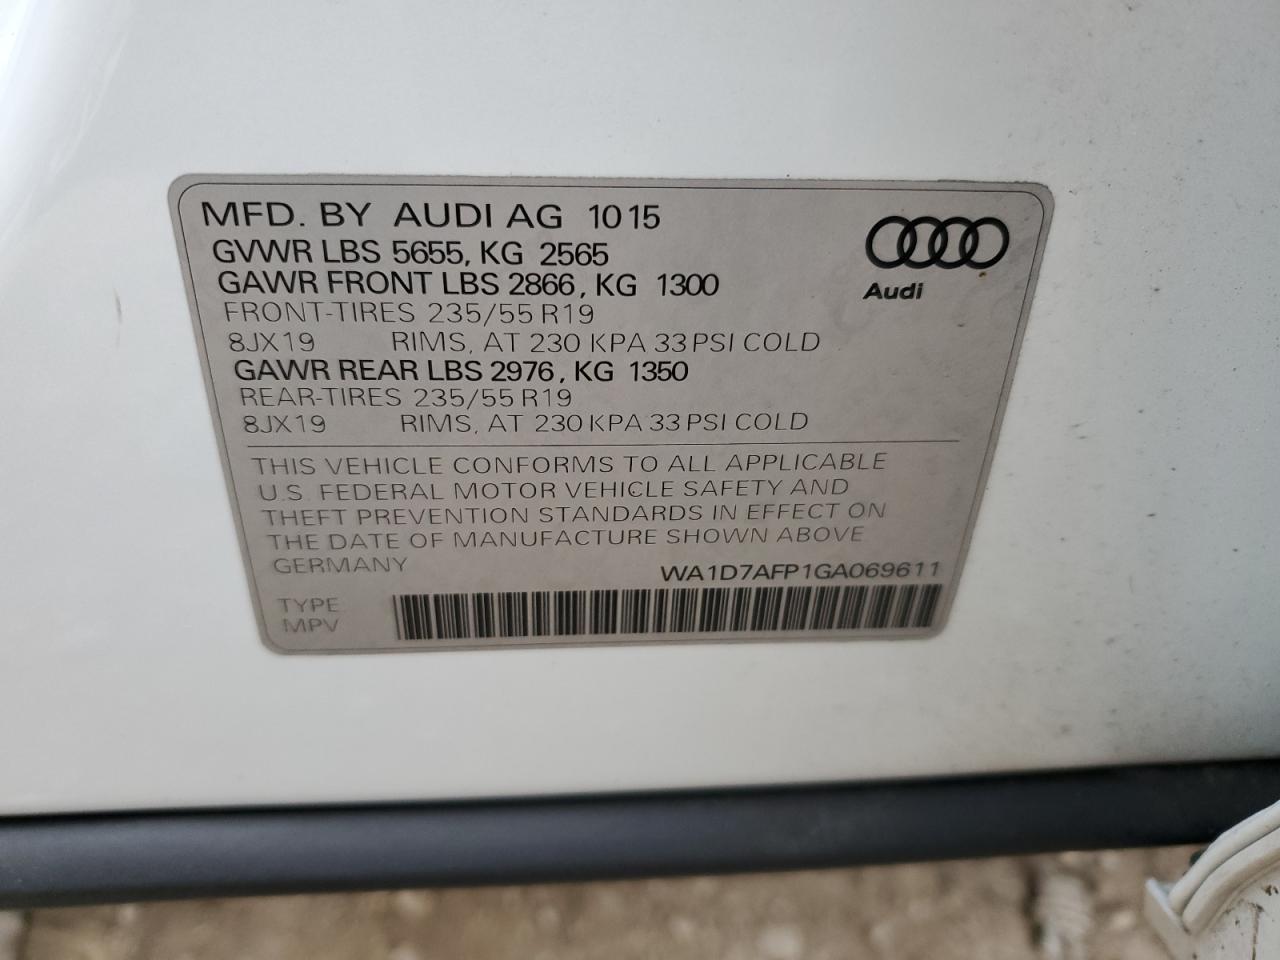 MFD. BY AUDI AG 10 15
GVWR LBS 5655, KG 2565
GAWR FRONT LBS 2866, KG 1300
FRONT-TIRES 235/55 R19
8JX19 RIMS, AT 230 KPA 33 PSI COLD
GAWR REAR LBS 2976, KG 1350
REAR-TIRES 235/55 R19
8JX19 RIMS, AT 230 KPA 33 PSI COLD
Audi
THIS VEHICLE CONFORMS TO ALL APPLICABLE
U.S. FEDERAL MOTOR VEHICLE SAFETY AND
THEFT PREVENTION STANDARDS IN EFFECT ON
THE DATE OF MANUFACTURE SHOWN ABOVE
GERMANY WA1D7AFP1GA069611
TYPE
MPV